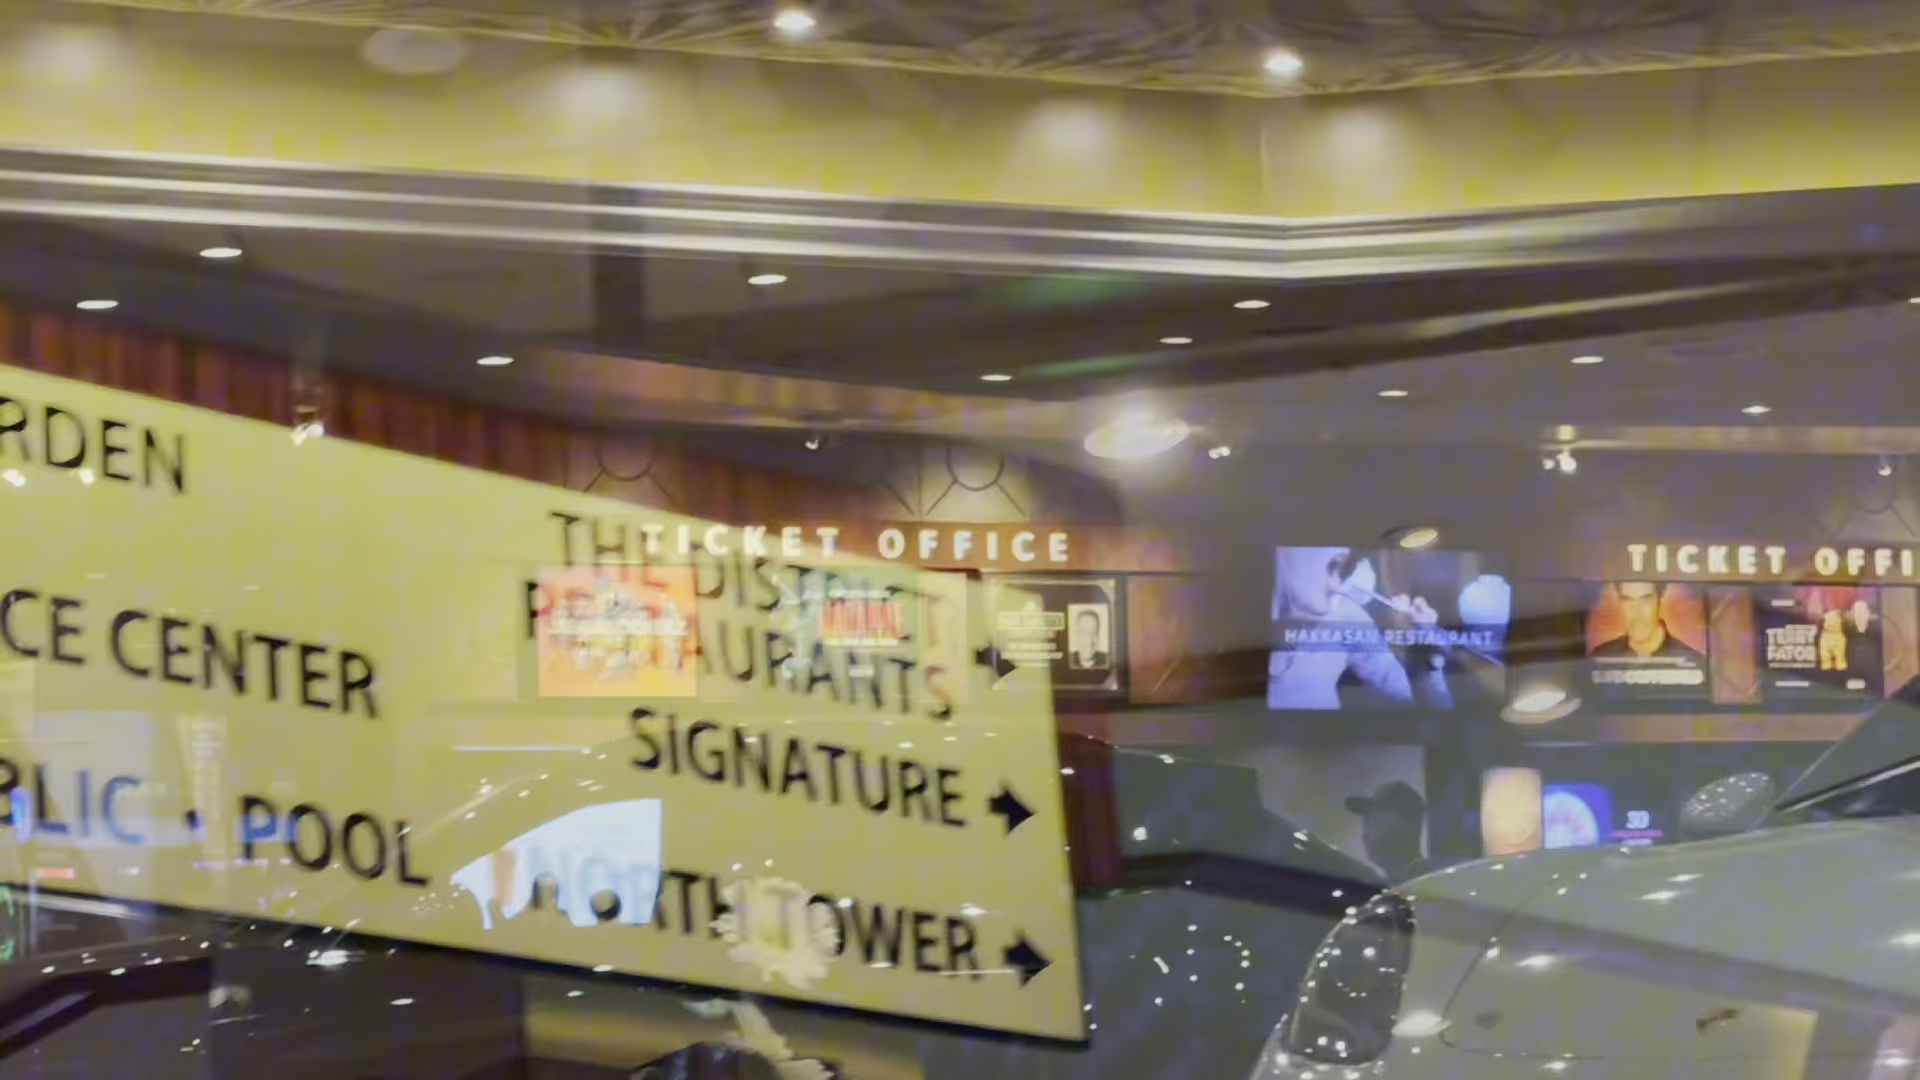 RDEN
CE CENTER
BLIC • POOL
THE DISTRICT
RESTAURANTS
SIGNATURE
NORTH TOWER
TICKET OFFICE
HAKKASAN RESTAURANT
TICKET OFFI
TERRY
FATOR